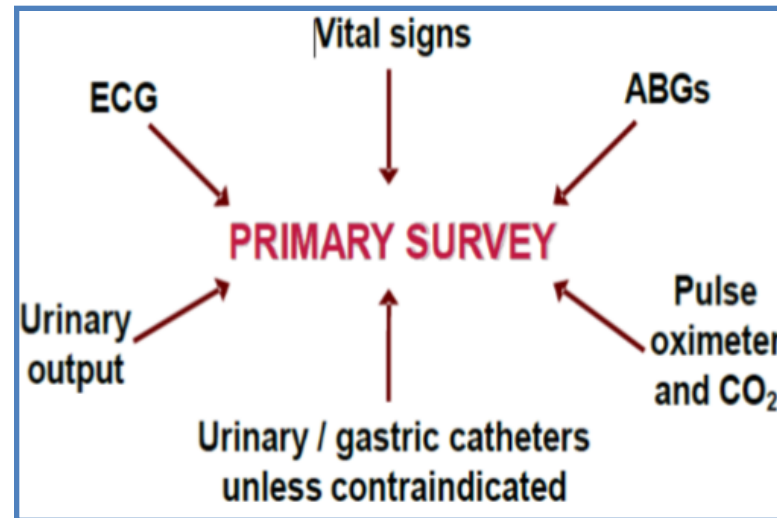 Vital signs
ECG
ABGs
PRIMARY SURVEY
Urinary
output
Pulse
oximeter
and CO₂
Urinary / gastric catheters
unless contraindicated